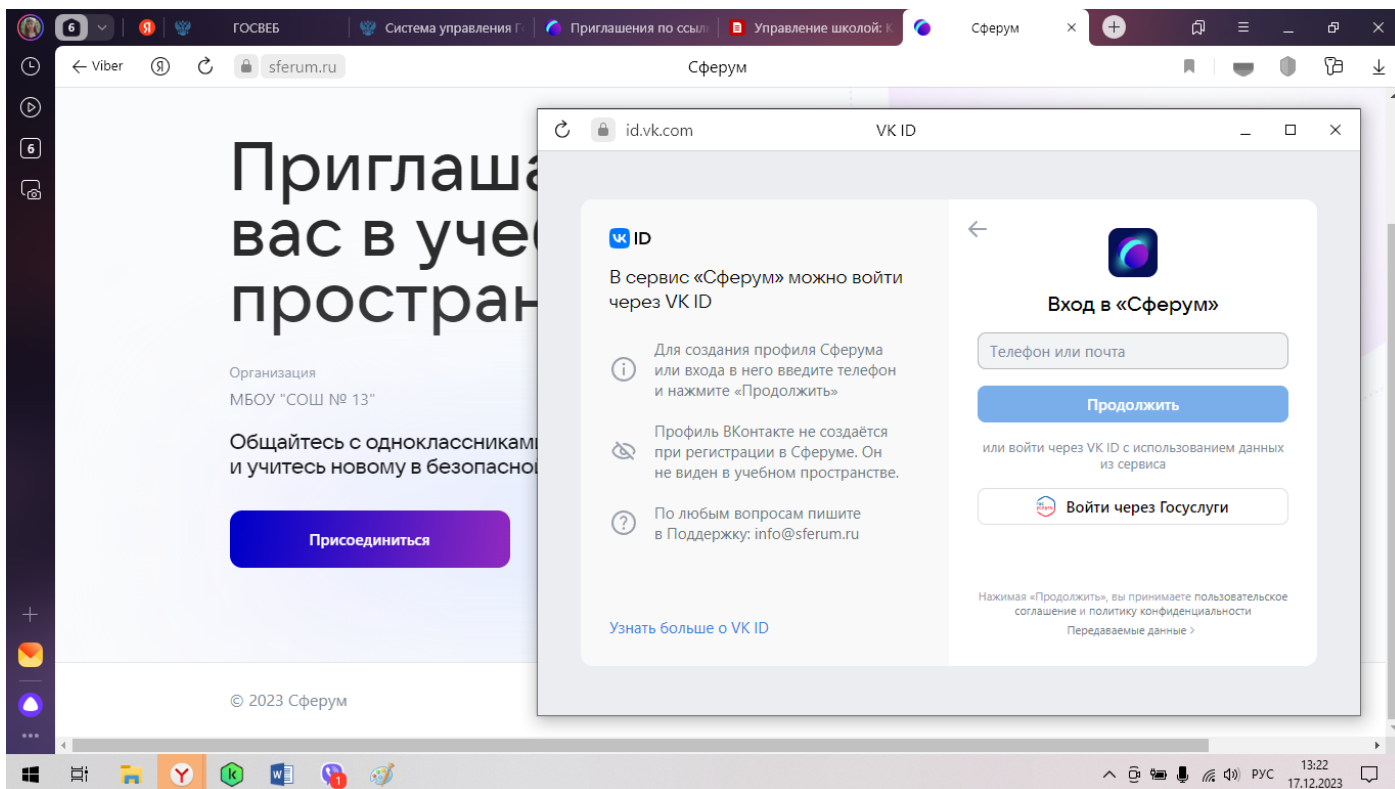 6
Я
ГОСВЕБ
Система управления Г
Приглашения по ссыл
Управление школой: К
Сферум
← Viber
Я
sferum.ru
Сферум
6
Приглаша
вас в уче
простран
Организация
МБОУ "СОШ № 13"
Общайтесь с одноклассникам
и учитесь новому в безопасно
Присоединиться
© 2023 Сферум
id.vk.com
VK ID
VK ID
В сервис «Сферум» можно войти
через VK ID
Для создания профиля Сферума
или входа в него введите телефон
и нажмите «Продолжить»
Профиль ВКонтакте не создаётся
при регистрации в Сферуме. Он
не виден в учебном пространстве.
По любым вопросам пишите
в Поддержку: info@sferum.ru
Узнать больше о VK ID
Вход в «Сферум»
Телефон или почта
Продолжить
или войти через VK ID с использованием данных
из сервиса
Войти через Госуслуги
Нажимая «Продолжить», вы принимаете пользовательское
соглашение и политику конфиденциальности
Передаваемые данные >
РУС
13:22
17.12.2023